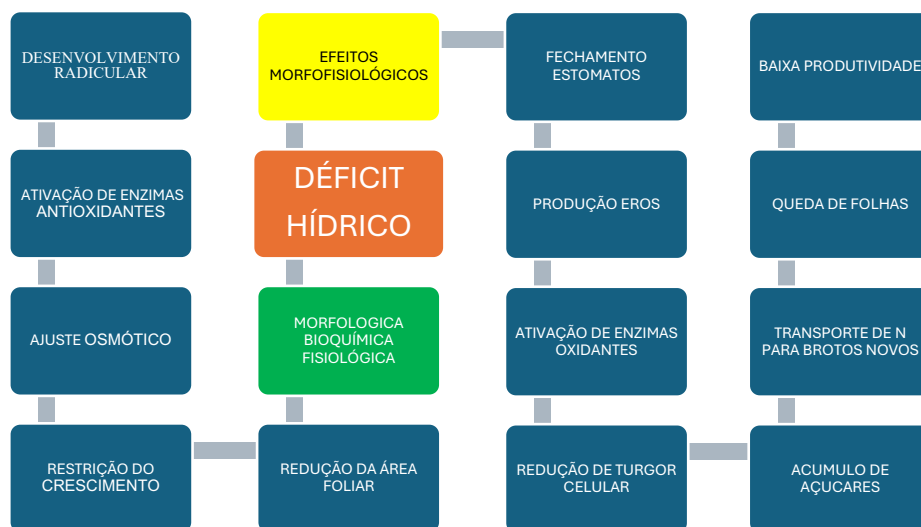 DESENVOLVIMENTO
RADICULAR
EFEITOS
MORFOFISIOLÓGICOS
FECHAMENTO
ESTOMATOS
BAIXA PRODUTIVIDADE
ATIVAÇÃO DE ENZIMAS
ANTIOXIDANTES
DÉFICIT
HÍDRICO
PRODUÇÃO EROS
QUEDA DE FOLHAS
AJUSTE OSMÓTICO
MORFOLOGICA
BIOQUÍMICA
FISIOLÓGICA
ATIVAÇÃO DE ENZIMAS
OXIDANTES
TRANSPORTE DE N
PARA BROTOS NOVOS
RESTRIÇÃO DO
CRESCIMENTO
REDUÇÃO DA ÁREA
FOLIAR
REDUÇÃO DE TURGOR
CELULAR
ACUMULO DE
AÇUCARES